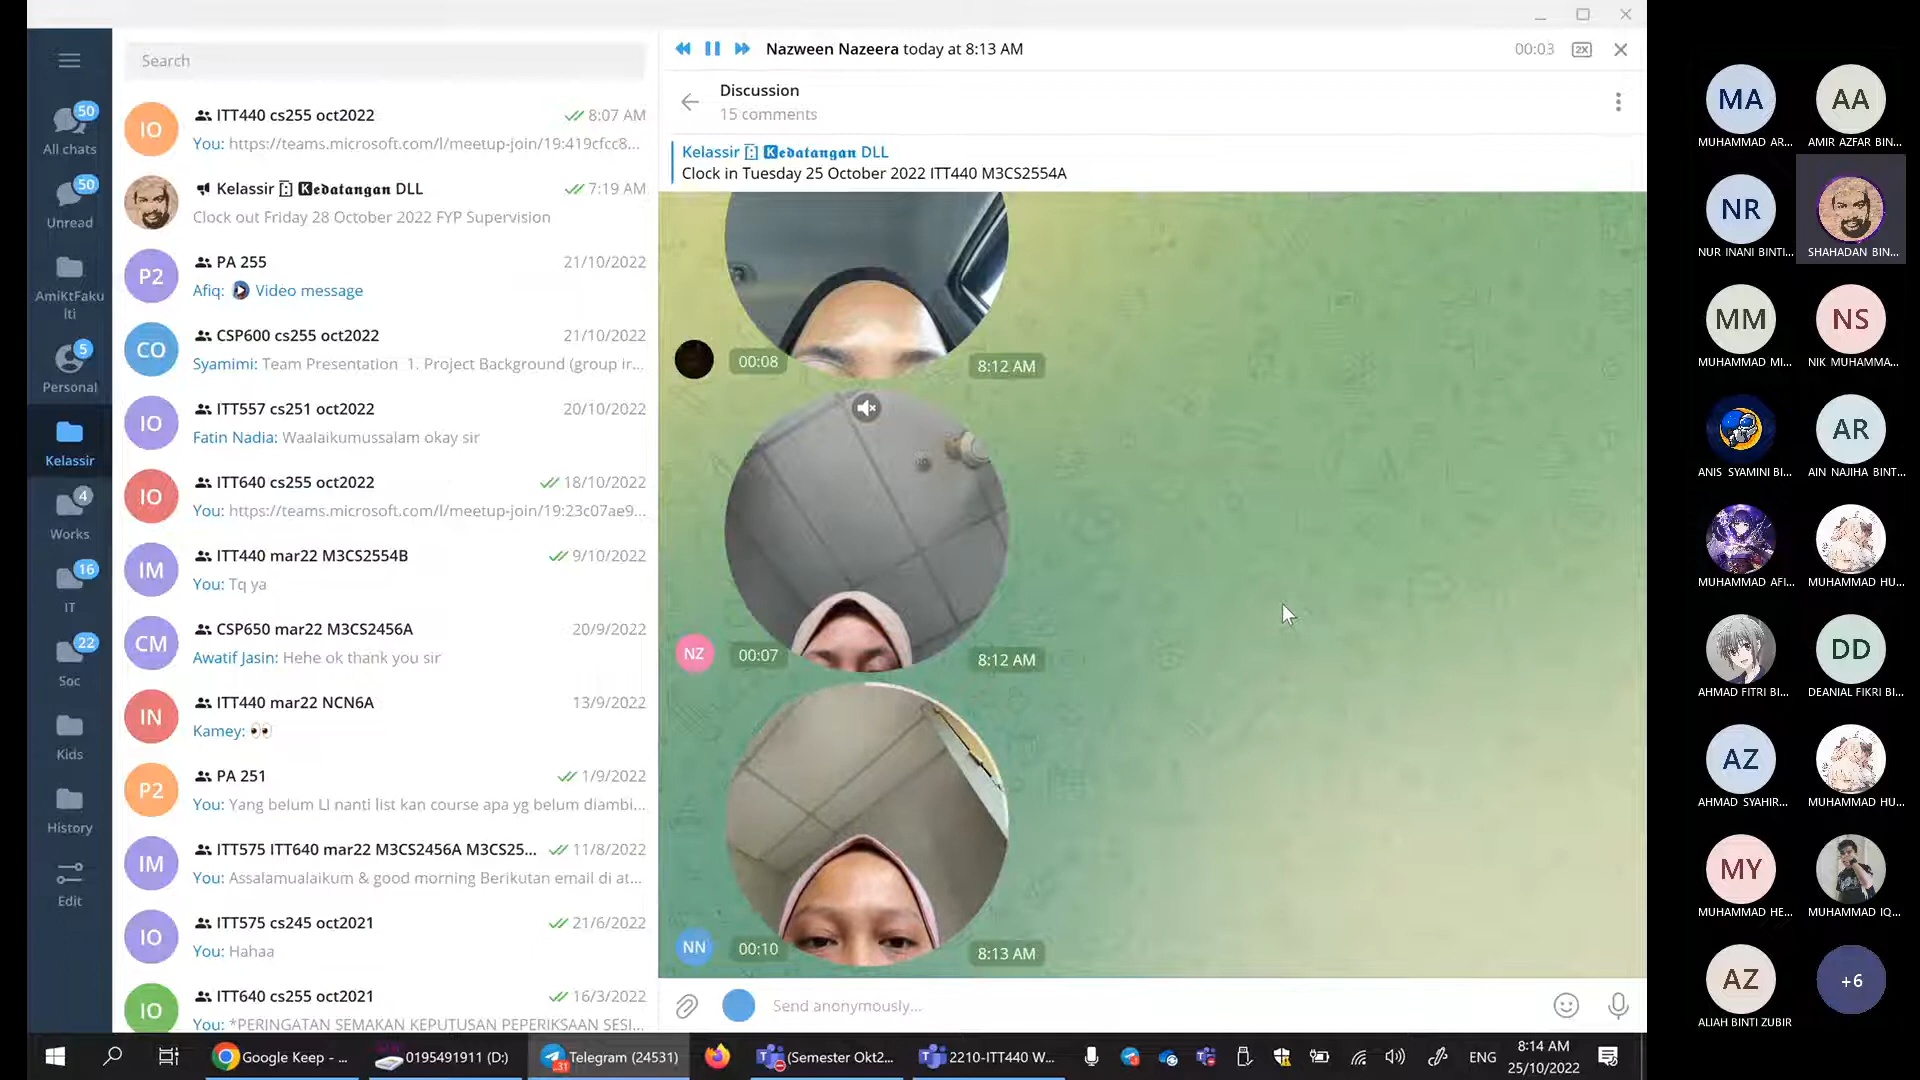 Search
50
All chats
50
Unread
AmiKtFaku
lti
5
Personal
Kelassir
4
Works
16
IT
22
Soc
Kids
History
Edit
IO
ITT440 cs255 oct2022
8:07 AM
You: https://teams.microsoft.com/l/meetup-join/19:419cfcc8...
Kelassir 🅺𝖊𝖉𝖆𝖙𝖆𝖓𝖌𝖆𝖓 DLL
7:19 AM
Clock out Friday 28 October 2022 FYP Supervision
P2
PA 255
21/10/2022
Afiq: Video message
CO
CSP600 cs255 oct2022
21/10/2022
Syamimi: Team Presentation 1. Project Background (group ir...
IO
ITT557 cs251 oct2022
20/10/2022
Fatin Nadia: Waalaikumussalam okay sir
IO
ITT640 cs255 oct2022
18/10/2022
You: https://teams.microsoft.com/l/meetup-join/19:23c07ae9...
IM
ITT440 mar22 M3CS2554B
9/10/2022
You: Tq ya
CM
CSP650 mar22 M3CS2456A
20/9/2022
Awatif Jasin: Hehe ok thank you sir
IN
ITT440 mar22 NCN6A
13/9/2022
Kamey: 👀
P2
PA 251
1/9/2022
You: Yang belum LI nanti list kan course apa yg belum diambi...
IM
ITT575 ITT640 mar22 M3CS2456A M3CS25...
11/8/2022
You: Assalamualaikum & good morning Berikutan email di at...
IO
ITT575 cs245 oct2021
21/6/2022
You: Hahaa
IO
ITT640 cs255 oct2021
16/3/2022
You: *PERINGATAN SEMAKAN KEPUTUSAN PEPERIKSAAN SESI...
Nazween Nazeera today at 8:13 AM
00:03
2X
Discussion
15 comments
Kelassir 🅺𝖊𝖉𝖆𝖙𝖆𝖓𝖌𝖆𝖓 DLL
Clock in Tuesday 25 October 2022 ITT440 M3CS2554A
00:08
8:12 AM
NZ
00:07
8:12 AM
NN
00:10
8:13 AM
Send anonymously...
MA
MUHAMMAD AR...
AA
AMIR AZFAR BIN...
NR
NUR INANI BINTI...
SHAHADAN BIN...
MM
MUHAMMAD MI...
NS
NIK MUHAMMA...
ANIS SYAMINI BI...
AR
AIN NAJIHA BINT...
MUHAMMAD AFI...
MUHAMMAD HU...
AHMAD FITRI BI...
DD
DEANIAL FIKRI BI...
AZ
AHMAD SYAHIR...
MUHAMMAD HU...
MY
MUHAMMAD HE...
MUHAMMAD IQ...
AZ
ALIAH BINTI ZUBIR
+6
Google Keep - ...
0195491911 (D:)
Telegram (24531)
(Semester Okt2...
2210-ITT440 W...
ENG
8:14 AM
25/10/2022